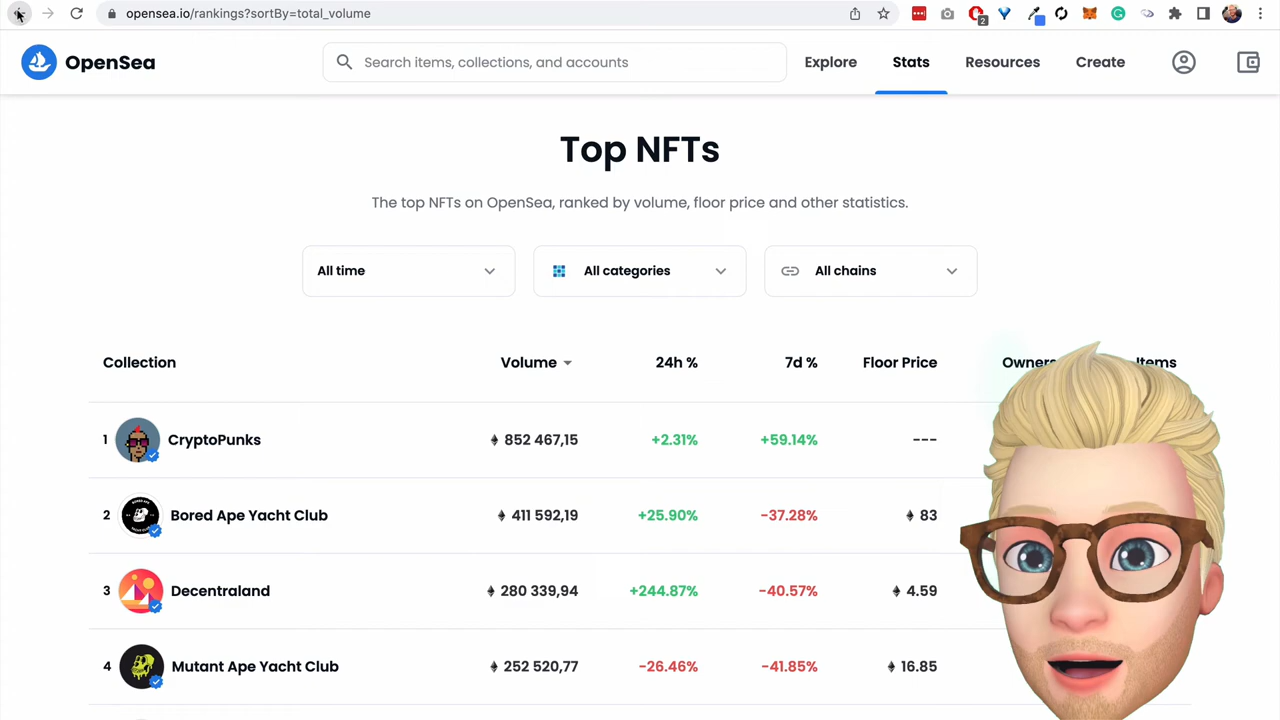 opensea.io/rankings?sortBy=total_volume
2
OpenSea
Search items, collections, and accounts
Explore
Stats
Resources
Create
Top NFTs
The top NFTs on OpenSea, ranked by volume, floor price and other statistics.
All time
All categories
All chains
Collection Volume 24h % 7d % Floor Price Owners Items
1 CryptoPunks 852 467,15 +2.31% +59.14% ---
2 Bored Ape Yacht Club 411 592,19 +25.90% -37.28% 83
3 Decentraland 280 339,94 +244.87% -40.57% 4.59
4 Mutant Ape Yacht Club 252 520,77 -26.46% -41.85% 16.85